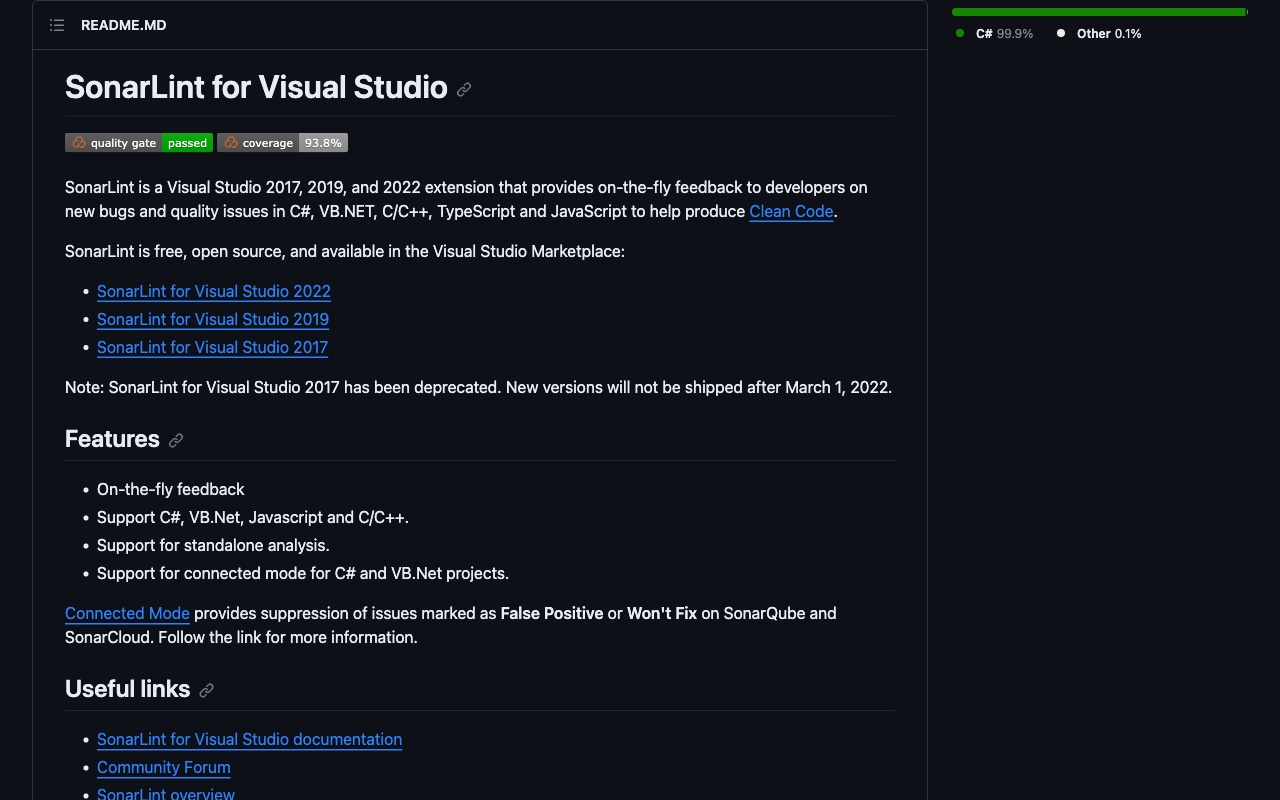 README.MD
C# 99.9% Other 0.1%
SonarLint for Visual Studio
quality gate passed coverage 93.8%
SonarLint is a Visual Studio 2017, 2019, and 2022 extension that provides on-the-fly feedback to developers on
new bugs and quality issues in C#, VB.NET, C/C++, TypeScript and JavaScript to help produce Clean Code.
SonarLint is free, open source, and available in the Visual Studio Marketplace:
• SonarLint for Visual Studio 2022
• SonarLint for Visual Studio 2019
• SonarLint for Visual Studio 2017
Note: SonarLint for Visual Studio 2017 has been deprecated. New versions will not be shipped after March 1, 2022.
Features
• On-the-fly feedback
• Support C#, VB.Net, Javascript and C/C++.
• Support for standalone analysis.
• Support for connected mode for C# and VB.Net projects.
Connected Mode provides suppression of issues marked as False Positive or Won't Fix on SonarQube and
SonarCloud. Follow the link for more information.
Useful links
• SonarLint for Visual Studio documentation
• Community Forum
• SonarLint overview